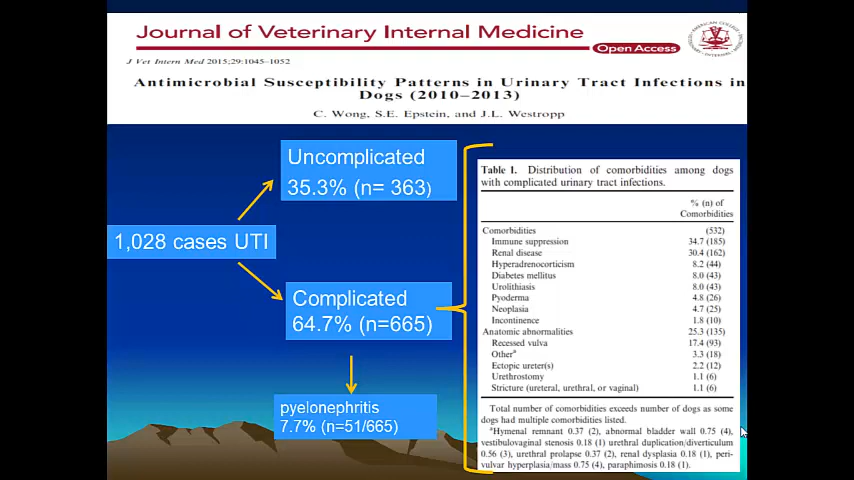 Journal of Veterinary Internal Medicine
Open Access
J Vet Intern Med 2015;29:1045–1052
Antimicrobial Susceptibility Patterns in Urinary Tract Infections in
Dogs (2010–2013)
C. Wong, S.E. Epstein, and J.L. Westropp
Uncomplicated
35.3% (n= 363)
1,028 cases UTI
Complicated
64.7% (n=665)
pyelonephritis
7.7% (n=51/665)
Table 1. Distribution of comorbidities among dogs
with complicated urinary tract infections.
% (n) of
Comorbidities
Comorbidities (532)
Immune suppression 34.7 (185)
Renal disease 30.4 (162)
Hyperadrenocorticism 8.2 (44)
Diabetes mellitus 8.0 (43)
Urolithiasis 8.0 (43)
Pyoderma 4.8 (26)
Neoplasia 4.7 (25)
Incontinence 1.8 (10)
Anatomic abnormalities 25.3 (135)
Recessed vulva 17.4 (93)
Otherᵃ 3.3 (18)
Ectopic ureter(s) 2.2 (12)
Urethrostomy 1.1 (6)
Stricture (ureteral, urethral, or vaginal) 1.1 (6)
Total number of comorbidities exceeds number of dogs as some
dogs had multiple comorbidities listed.
ᵃHymenal remnant 0.37 (2), abnormal bladder wall 0.75 (4),
vestibulovaginal stenosis 0.18 (1) urethral duplication/diverticulum
0.56 (3), urethral prolapse 0.37 (2), renal dysplasia 0.18 (1), peri-
vulvar hyperplasia/mass 0.75 (4), paraphimosis 0.18 (1).